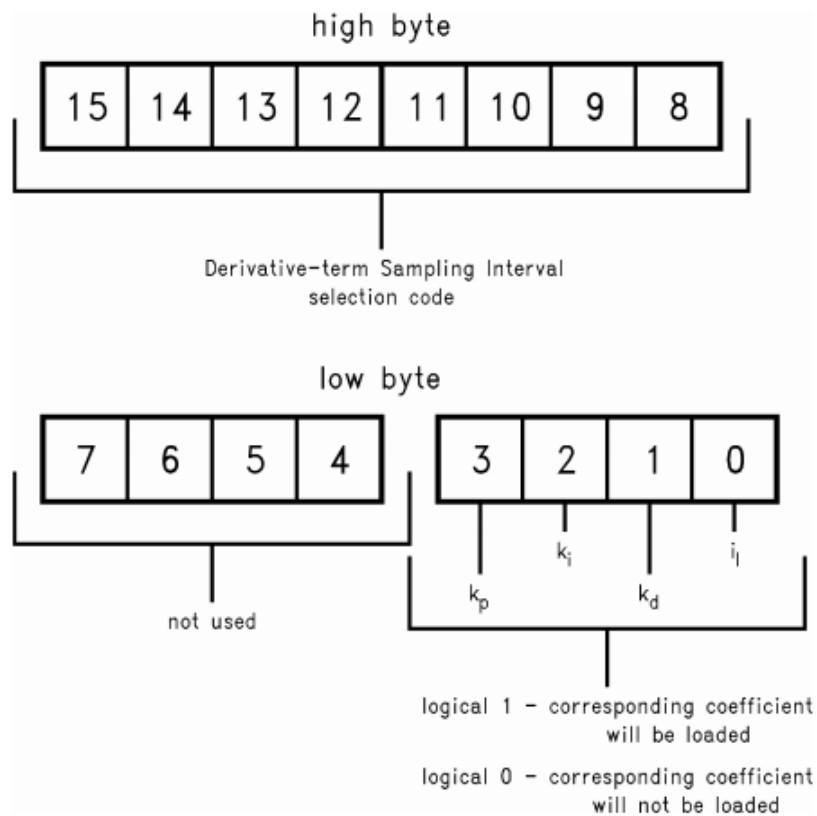 high byte
15 14 13 12 11 10 9 8
Derivative-term Sampling Interval
selection code
low byte
7 6 5 4 3 2 1 0
k_i i_l
k_p k_d
not used
logical 1 - corresponding coefficient
will be loaded
logical 0 - corresponding coefficient
will not be loaded